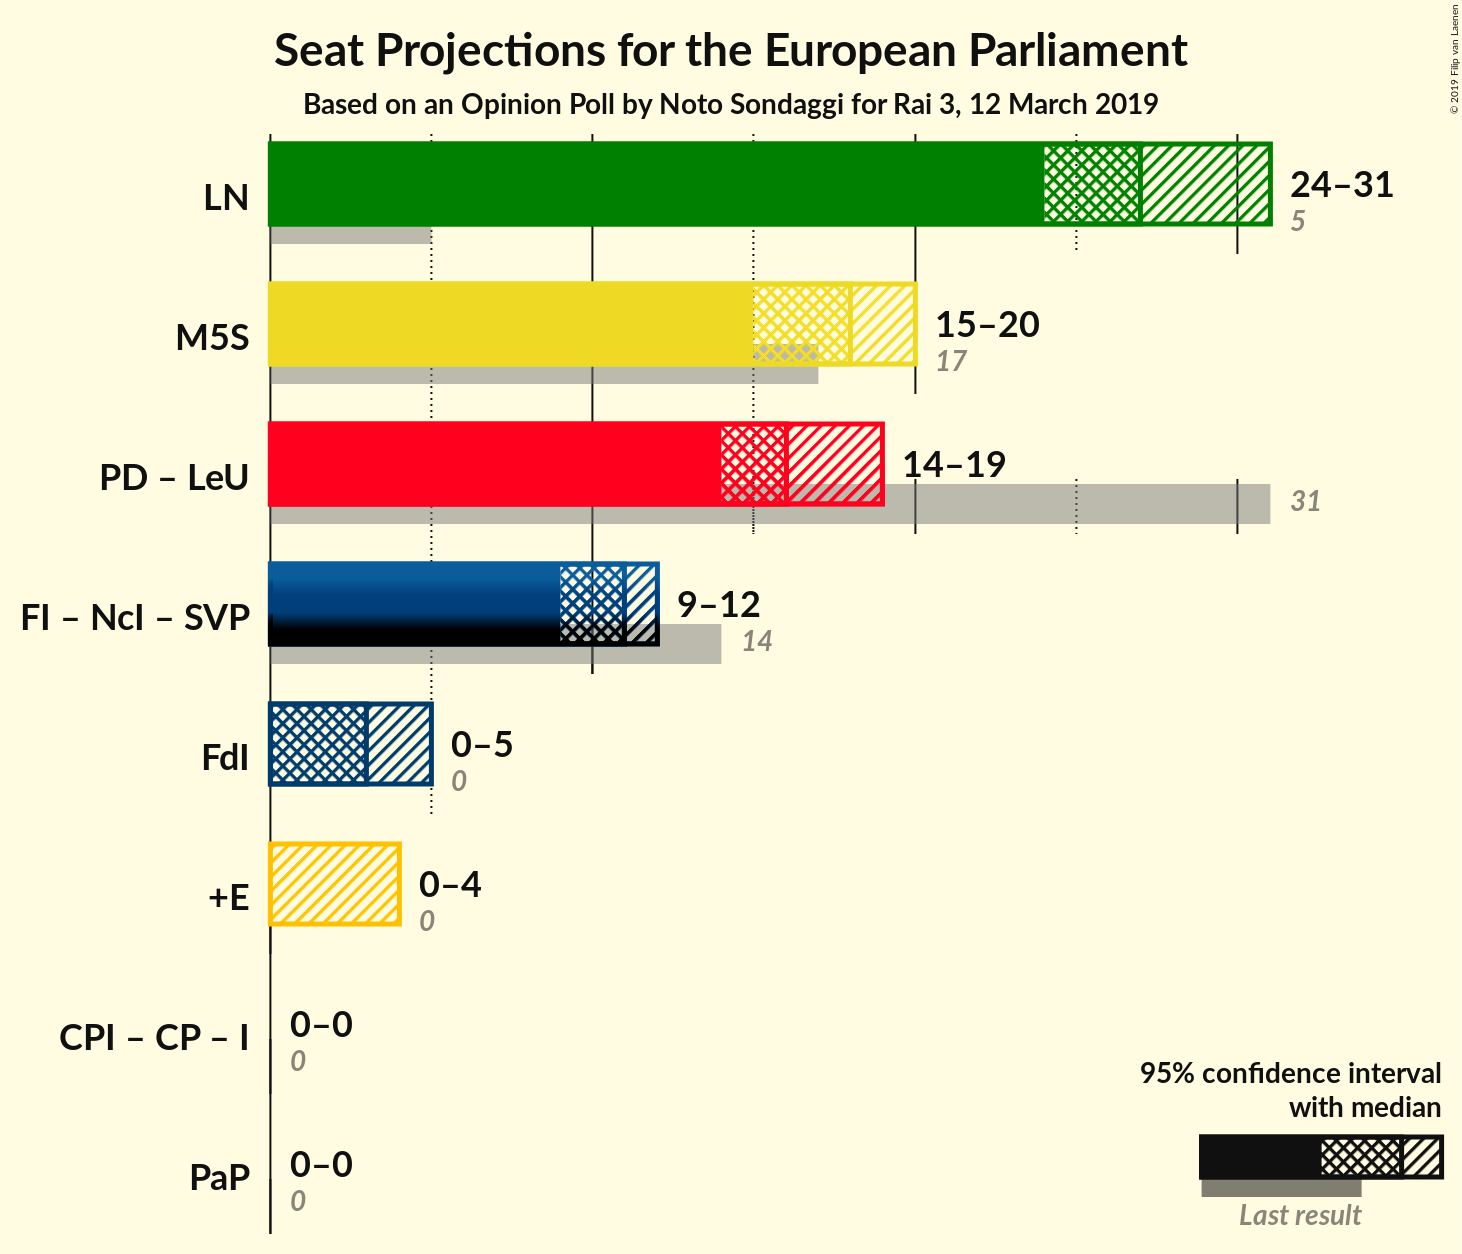 Seat Projections for the European Parliament
Based on an Opinion Poll by Noto Sondaggi for Rai 3, 12 March 2019
© 2019 Filip van Laenen
LN
24–31
5
M5S
15–20
17
PD – LeU
14–19
31
FI – NcI – SVP
9–12
14
FdI
0–5
0
+E
0–4
0
CPI – CP – I
0–0
0
PaP
0–0
0
95% confidence interval
with median
Last result